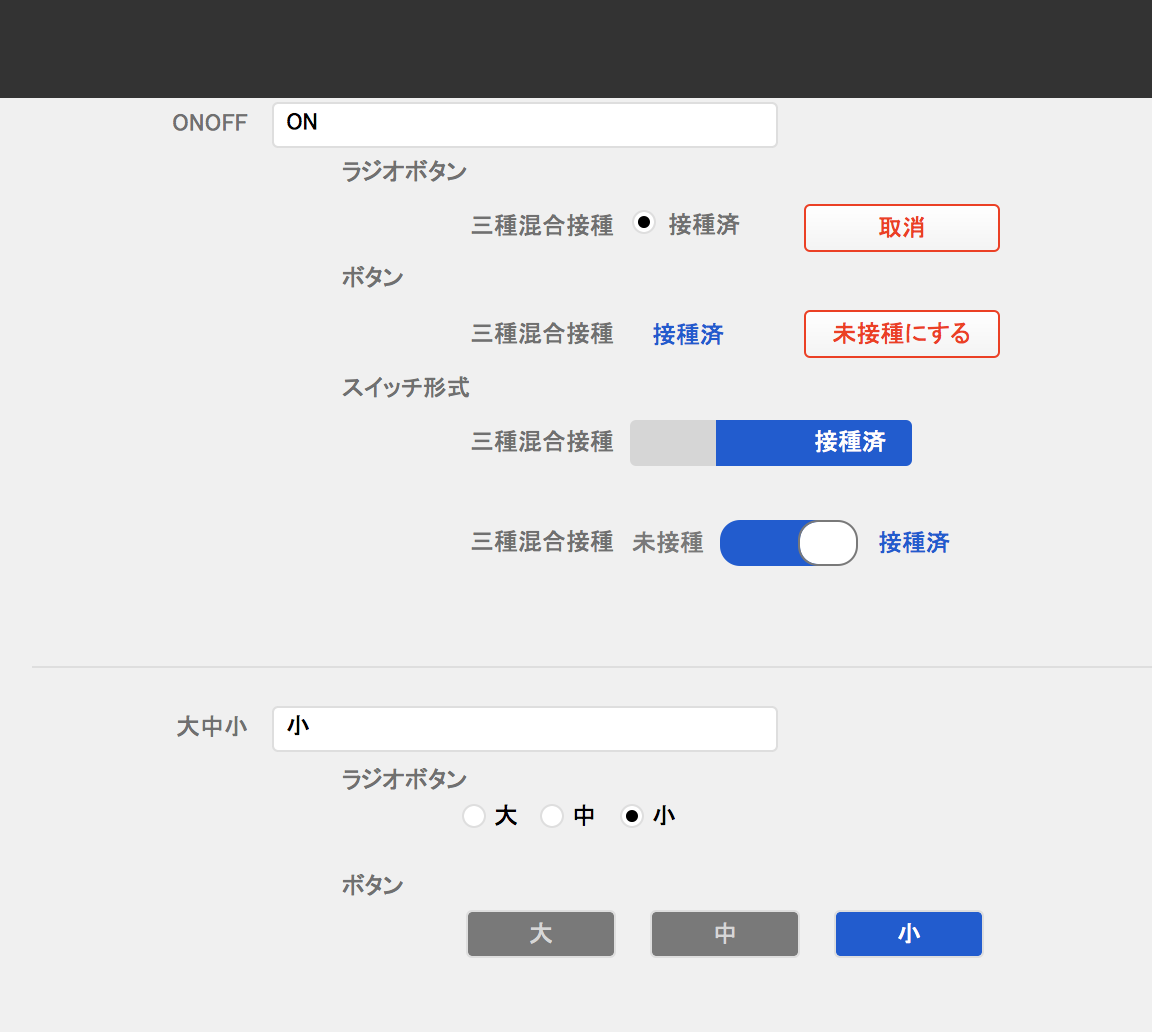 ONOFF ON
ラジオボタン
三種混合接種 接種済 取消
ボタン
三種混合接種 接種済 未接種にする
スイッチ形式
三種混合接種 接種済
三種混合接種 未接種 接種済
大中小 小
ラジオボタン
大 中 小
ボタン
大 中 小